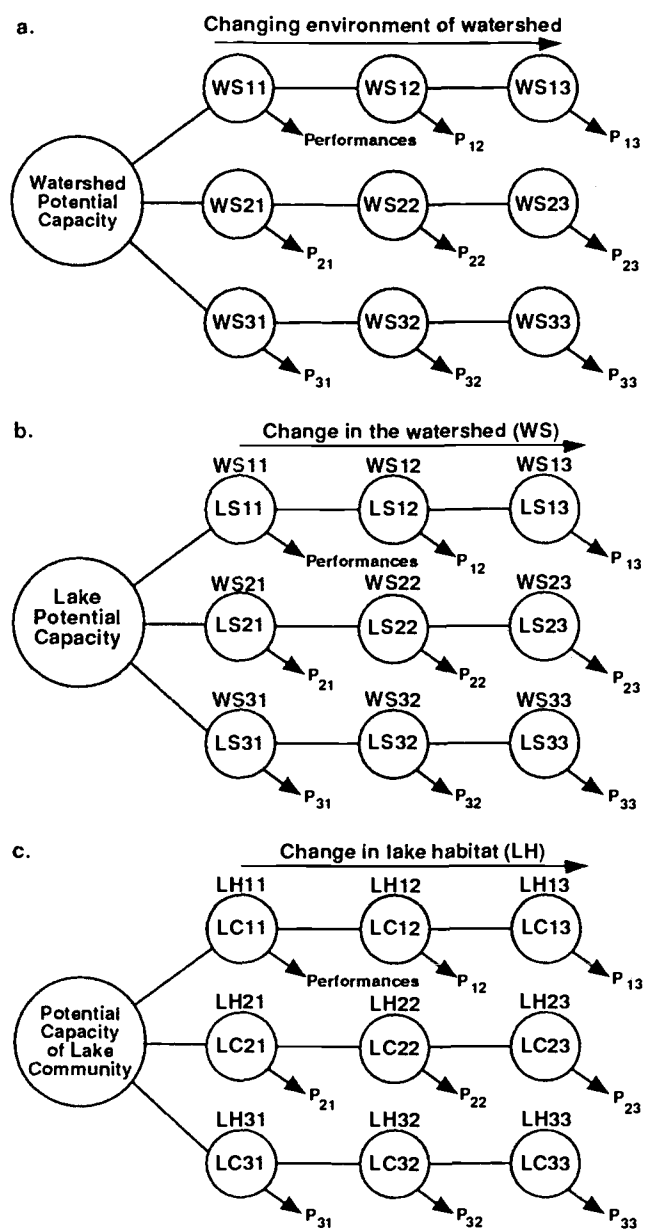 a.
Changing environment of watershed
WS11 WS12 WS13
Performances P12 P13
Watershed
Potential
Capacity
WS21 WS22 WS23
P21 P22 P23
WS31 WS32 WS33
P31 P32 P33
b.
Change in the watershed (WS)
WS11 WS12 WS13
LS11 LS12 LS13
Performances P12 P13
Lake
Potential
Capacity
WS21 WS22 WS23
LS21 LS22 LS23
P21 P22 P23
WS31 WS32 WS33
LS31 LS32 LS33
P31 P32 P33
c.
Change in lake habitat (LH)
LH11 LH12 LH13
LC11 LC12 LC13
Performances P12 P13
Potential
Capacity
of Lake
Community
LH21 LH22 LH23
LC21 LC22 LC23
P21 P22 P23
LH31 LH32 LH33
LC31 LC32 LC33
P31 P32 P33